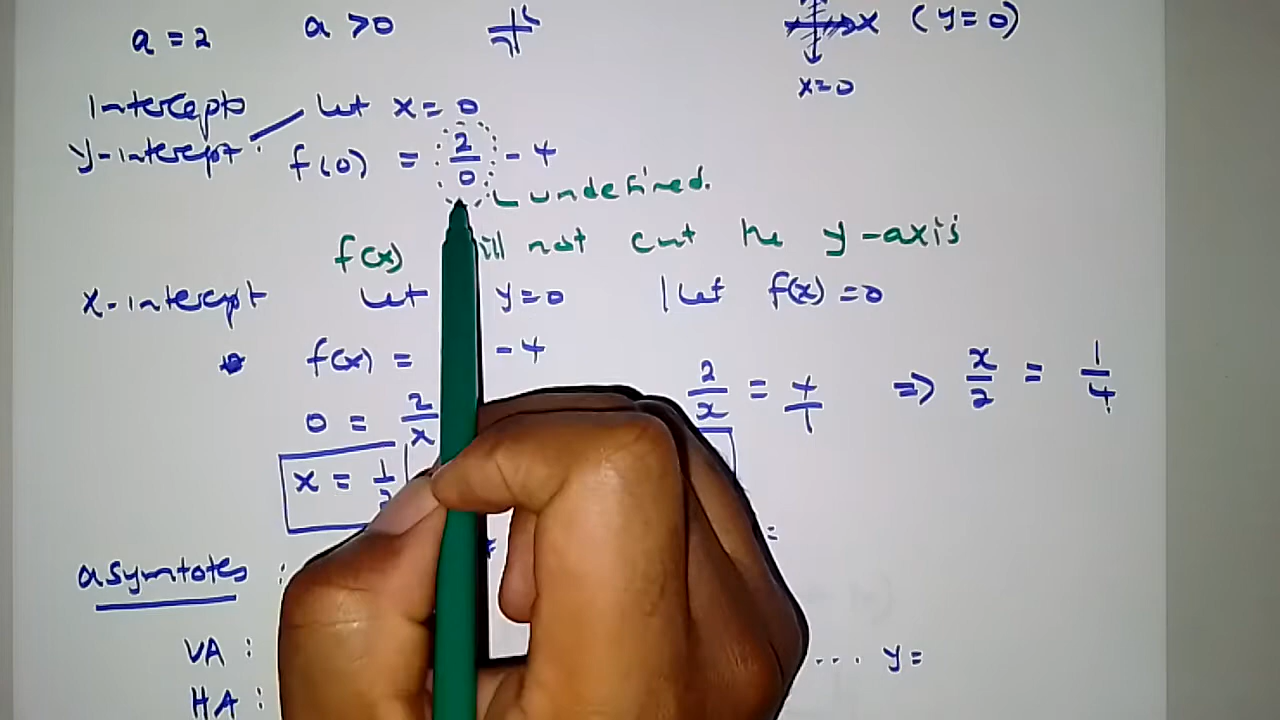 a = 2 a > 0 x (y=0)
x=0
Intercepts let x = 0
y-intercept f(0) = 2/0 - 4
undefined.
f(x) ill not cut the y-axis
x-intercept let y=0 | let f(x) = 0
f(x) = - 4
0 = 2/x 2/x = 4/1 => x/2 = 1/4
x = 1/2
=
asymtotes :
VA : ... y =
HA :